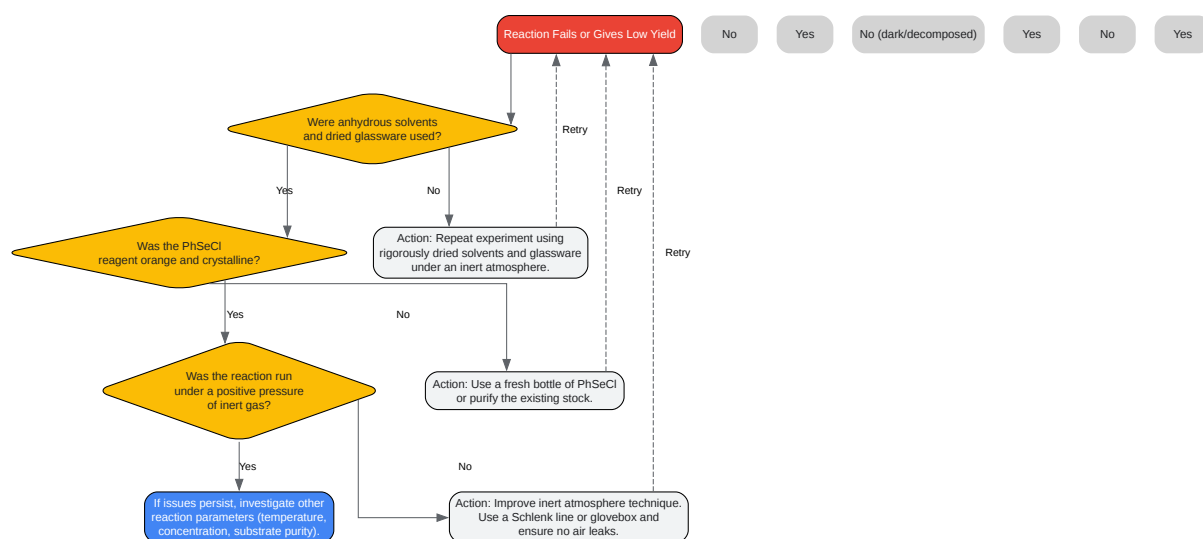 Reaction Fails or Gives Low Yield
No
Yes
No (dark/decomposed)
Yes
No
Yes
Were anhydrous solvents
and dried glassware used?
Retry
Yes
No
Retry
Action: Repeat experiment using
rigorously dried solvents and glassware
under an inert atmosphere.
Was the PhSeCl
reagent orange and crystalline?
Retry
Yes
No
Was the reaction run
under a positive pressure
of inert gas?
Action: Use a fresh bottle of PhSeCl
or purify the existing stock.
Yes
No
If issues persist, investigate other
reaction parameters (temperature,
concentration, substrate purity).
Action: Improve inert atmosphere technique.
Use a Schlenk line or glovebox and
ensure no air leaks.